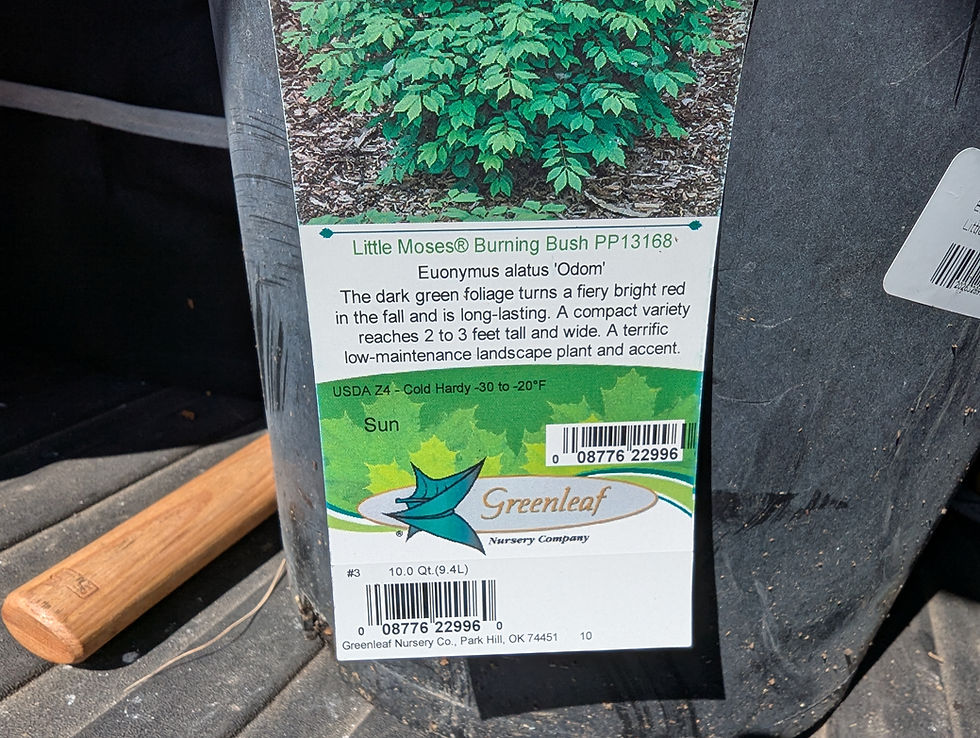 Little Moses® Burning Bush PP13168
Euonymus alatus 'Odom'
The dark green foliage turns a fiery bright red
in the fall and is long-lasting. A compact variety
reaches 2 to 3 feet tall and wide. A terrific
low-maintenance landscape plant and accent.
USDA Z4 - Cold Hardy -30 to -20°F
Sun
0 08776 22996
Greenleaf
®
Nursery Company
#3 10.0 Qt.(9.4L)
0 08776 22996 0
Greenleaf Nursery Co., Park Hill, OK 74451 10